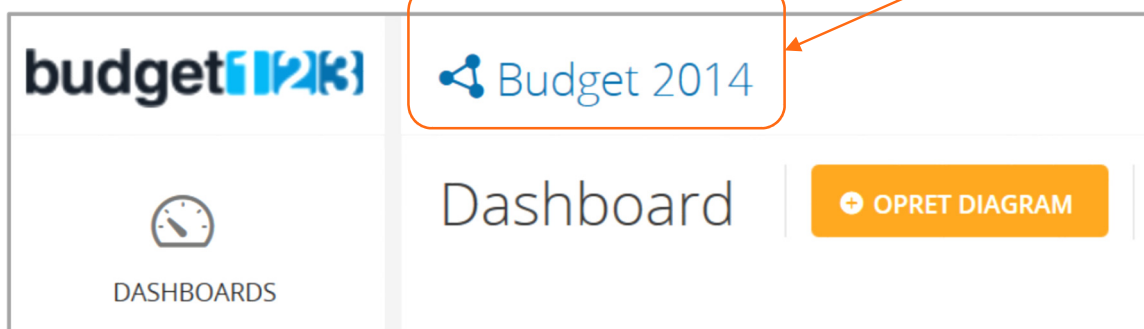 budget123
Budget 2014
Dashboard
OPRET DIAGRAM
DASHBOARDS